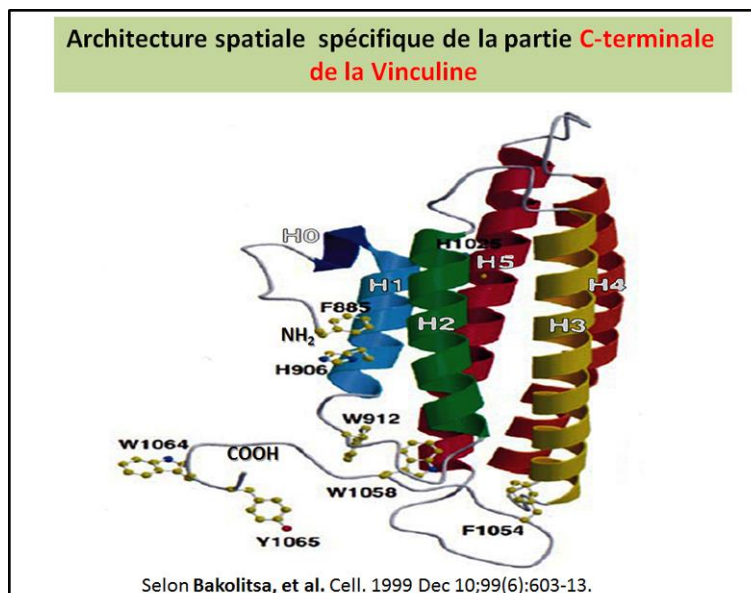 Architecture spatiale spécifique de la partie C-terminale
de la Vinculine
H0
H1025
H1
H5
H4
F885
H2
H3
NH₂
H906
W912
W1064
COOH
W1058
F1054
Y1065
Selon Bakolitsa, et al. Cell. 1999 Dec 10;99(6):603-13.